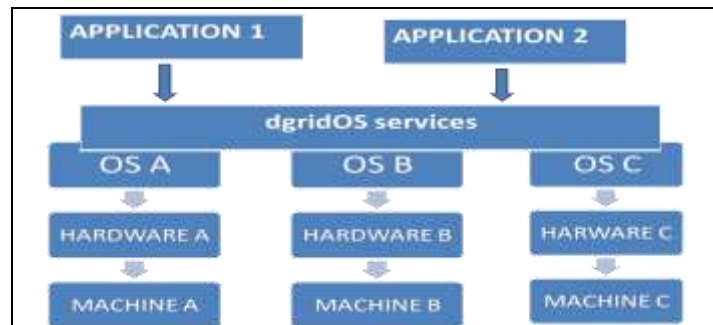 APPLICATION 1
APPLICATION 2
dgridOS services
OS A
OS B
OS C
HARDWARE A
HARDWARE B
HARWARE C
MACHINE A
MACHINE B
MACHINE C